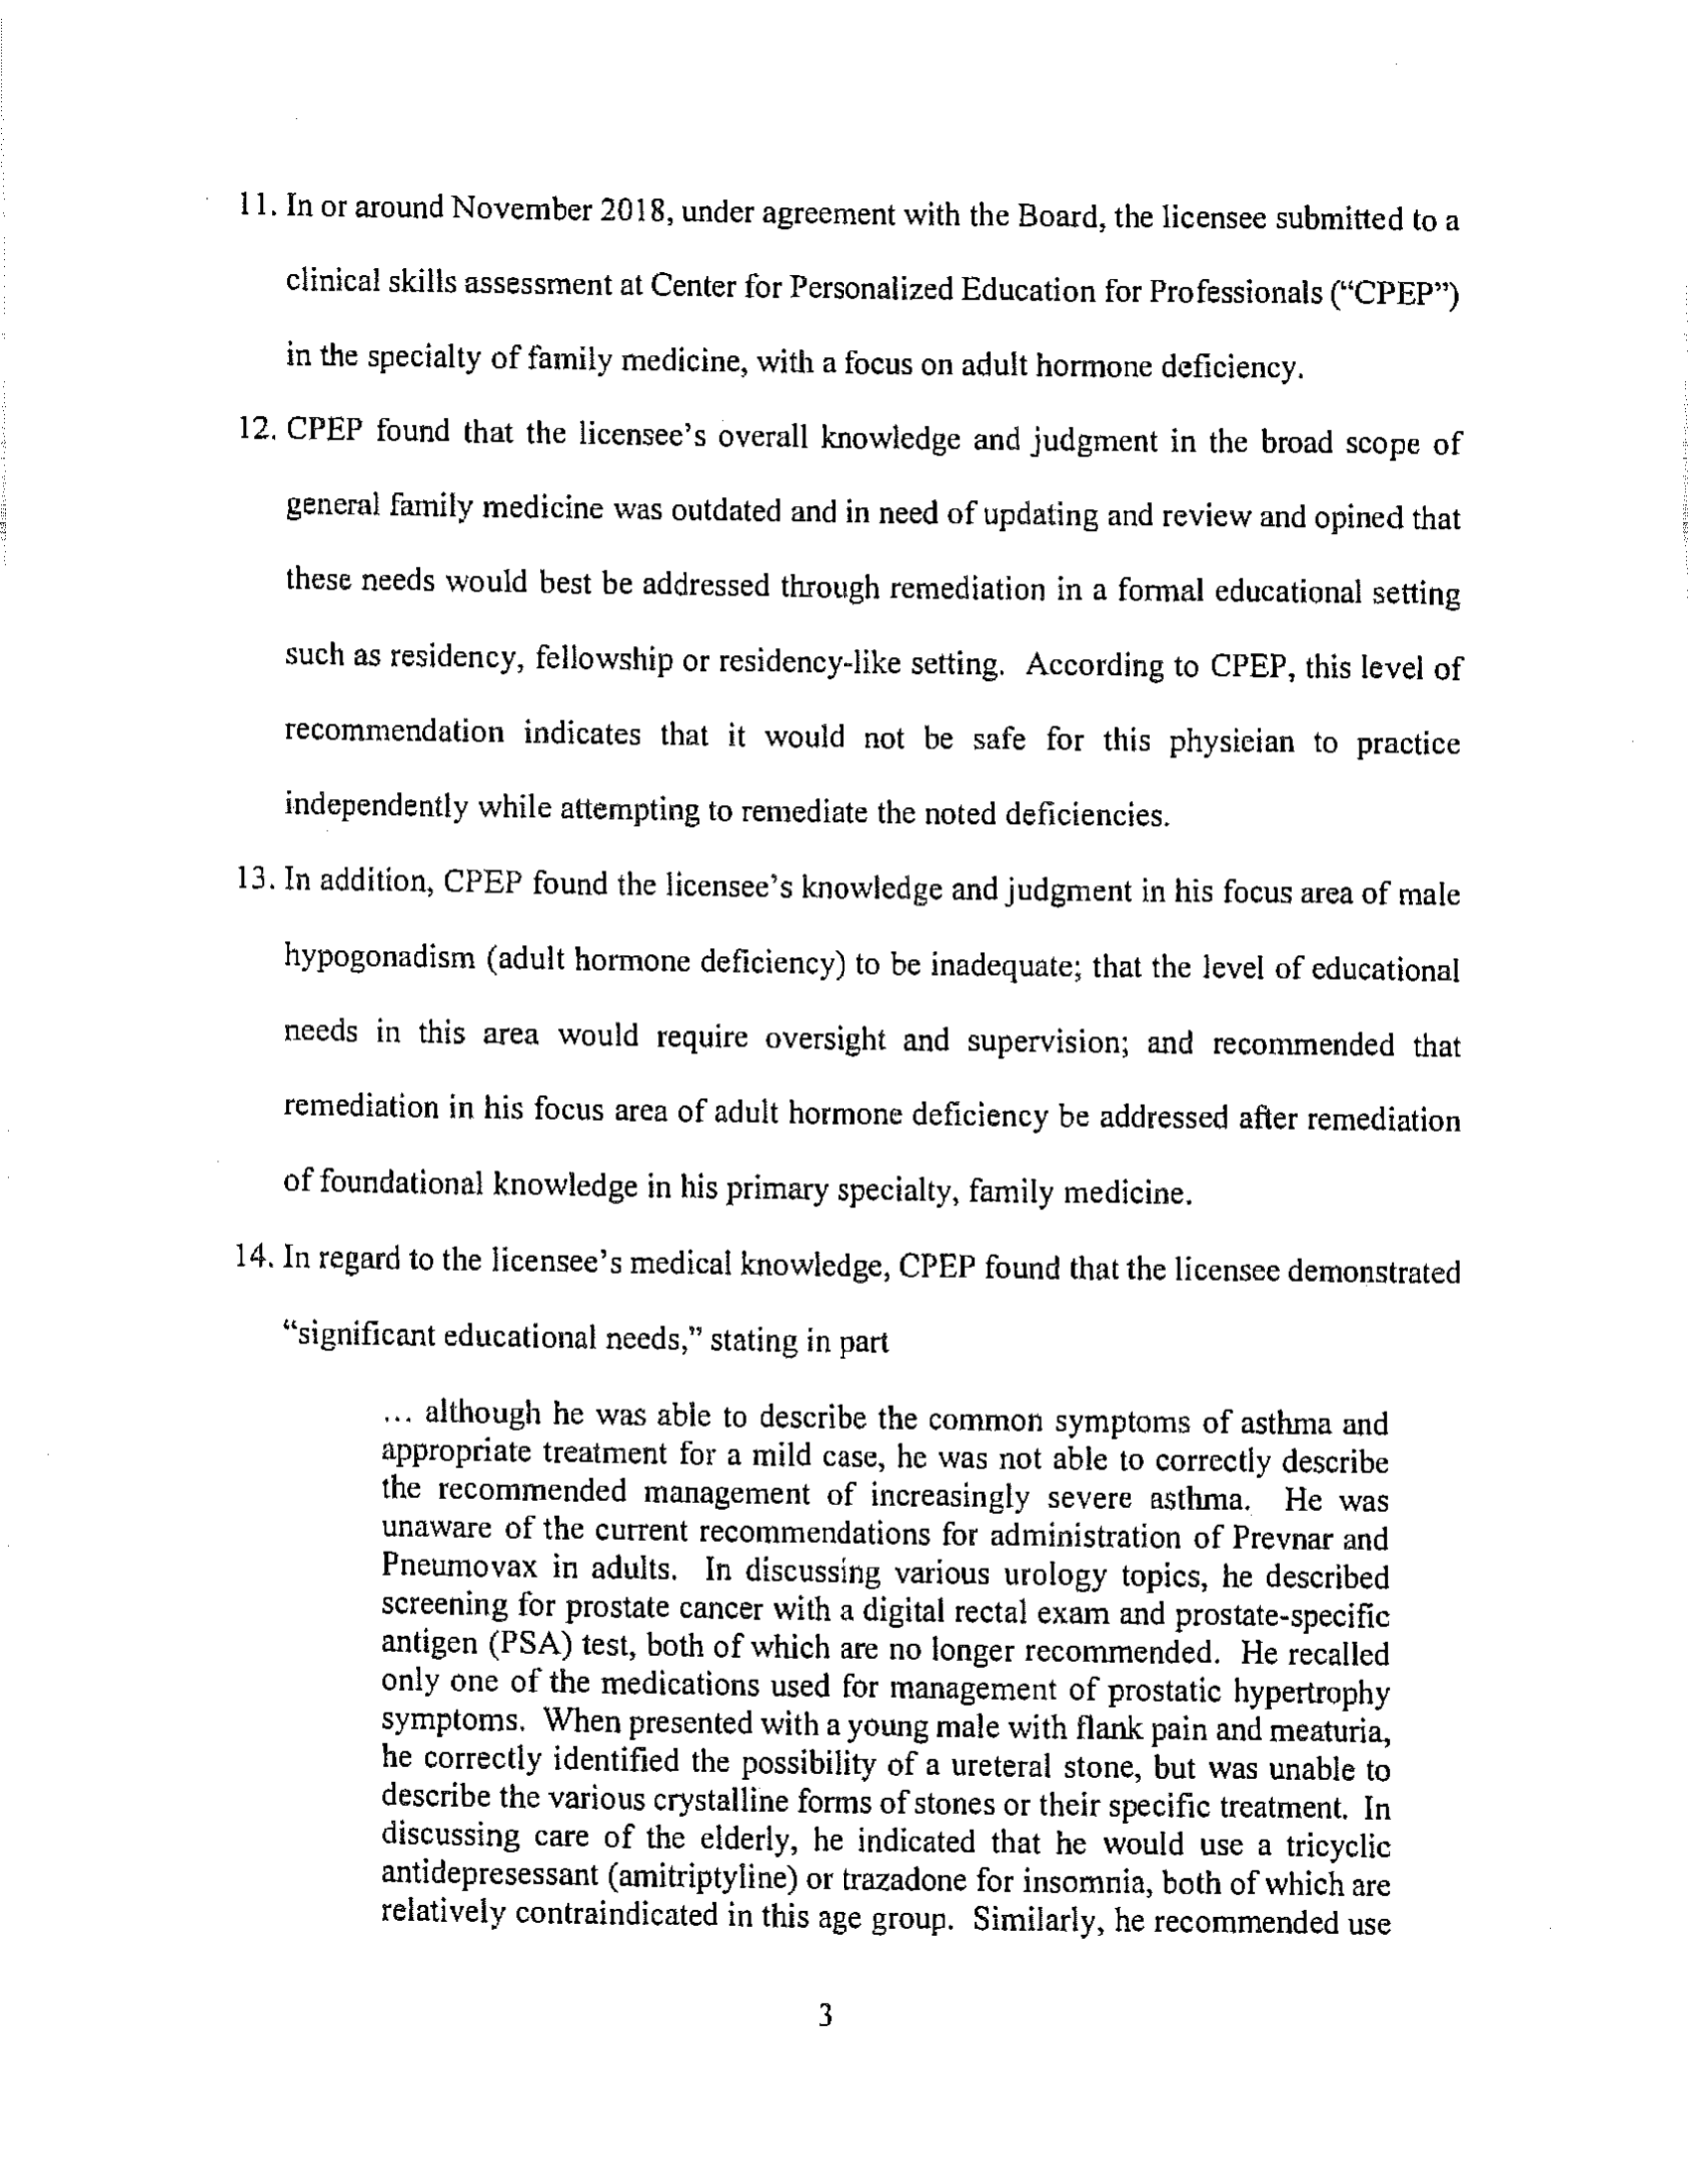 11. In or around November 2018, under agreement with the Board, the licensee submitted to a
clinical skills assessment at Center for Personalized Education for Professionals (“CPEP”)
in the specialty of family medicine, with a focus on adult hormone deficiency.
12. CPEP found that the licensee’s overall knowledge and judgment in the broad scope of
general family medicine was outdated and in need of updating and review and opined that
these needs would best be addressed through remediation in a formal educational setting
such as residency, fellowship or residency-like setting. According to CPEP, this level of
recommendation indicates that it would not be safe for this physician to practice
independently while attempting to remediate the noted deficiencies.
13. In addition, CPEP found the licensee’s knowledge and judgment in his focus area of male
hypogonadism (adult hormone deficiency) to be inadequate; that the level of educational
needs in this area would require oversight and supervision; and recommended that
remediation in his focus area of adult hormone deficiency be addressed after remediation
of foundational knowledge in his primary specialty, family medicine.
14. In regard to the licensee’s medical knowledge, CPEP found that the licensee demonstrated
“significant educational needs,” stating in part
... although he was able to describe the common symptoms of asthma and
appropriate treatment for a mild case, he was not able to correctly describe
the recommended management of increasingly severe asthma. He was
unaware of the current recommendations for administration of Prevnar and
Pneumovax in adults. In discussing various urology topics, he described
screening for prostate cancer with a digital rectal exam and prostate-specific
antigen (PSA) test, both of which are no longer recommended. He recalled
only one of the medications used for management of prostatic hypertrophy
symptoms. When presented with a young male with flank pain and meaturia,
he correctly identified the possibility of a ureteral stone, but was unable to
describe the various crystalline forms of stones or their specific treatment. In
discussing care of the elderly, he indicated that he would use a tricyclic
antidepresessant (amitriptyline) or trazadone for insomnia, both of which are
relatively contraindicated in this age group. Similarly, he recommended use
3